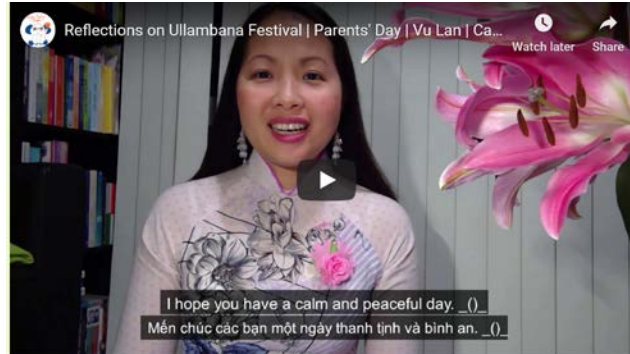 Reflections on Ullambana Festival | Parents' Day | Vu Lan | Ca...
Watch later
Share
I hope you have a calm and peaceful day. _()_
Mến chúc các bạn một ngày thanh tịnh và bình an. _()_